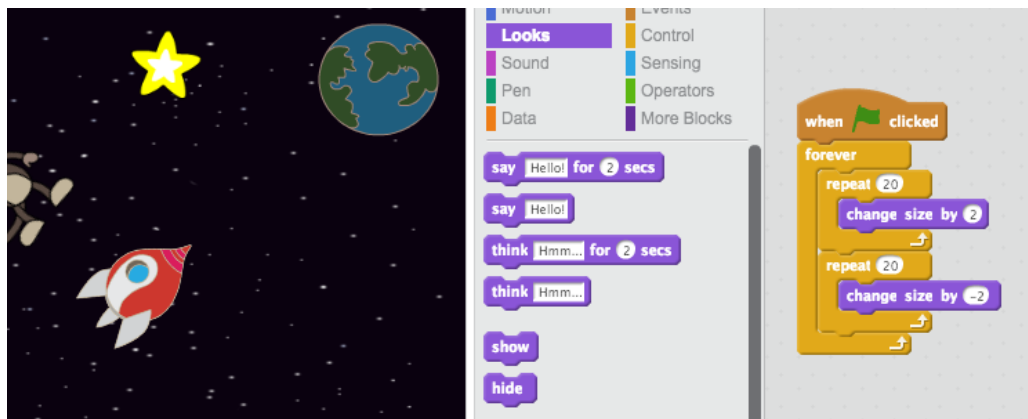 Motion Events
Looks Control
Sound Sensing
Pen Operators
Data More Blocks
say Hello! for 2 secs
say Hello!
think Hmm... for 2 secs
think Hmm...
show
hide
when clicked
forever
repeat 20
change size by 2
repeat 20
change size by -2